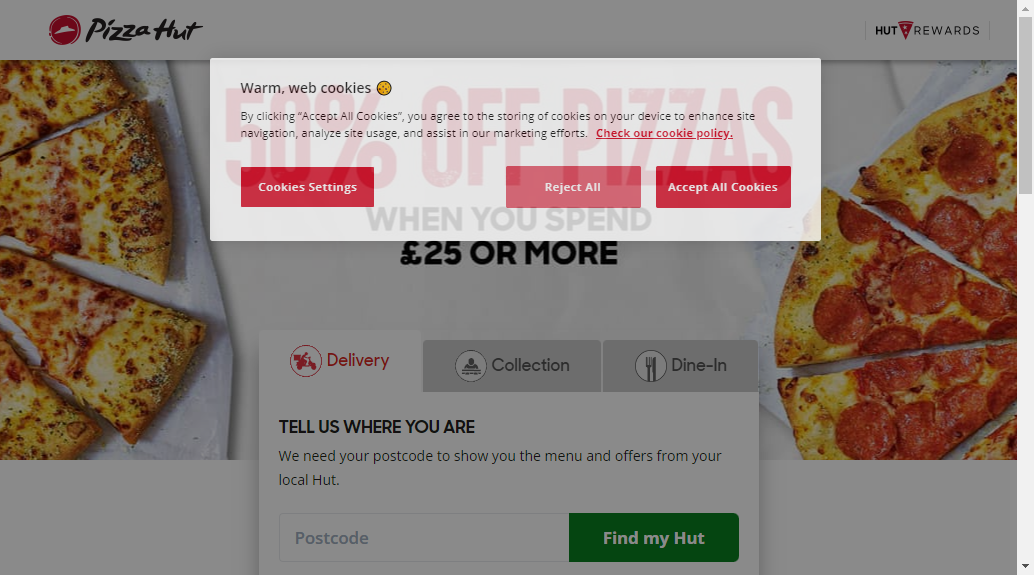 Pizza Hut
HUT REWARDS
Warm, web cookies
50% OFF PIZZAS
By clicking “Accept All Cookies”, you agree to the storing of cookies on your device to enhance site
navigation, analyze site usage, and assist in our marketing efforts. Check our cookie policy.
Cookies Settings
Reject All
Accept All Cookies
WHEN YOU SPEND
£25 OR MORE
Delivery
Collection
Dine-In
TELL US WHERE YOU ARE
We need your postcode to show you the menu and offers from your
local Hut.
Postcode
Find my Hut